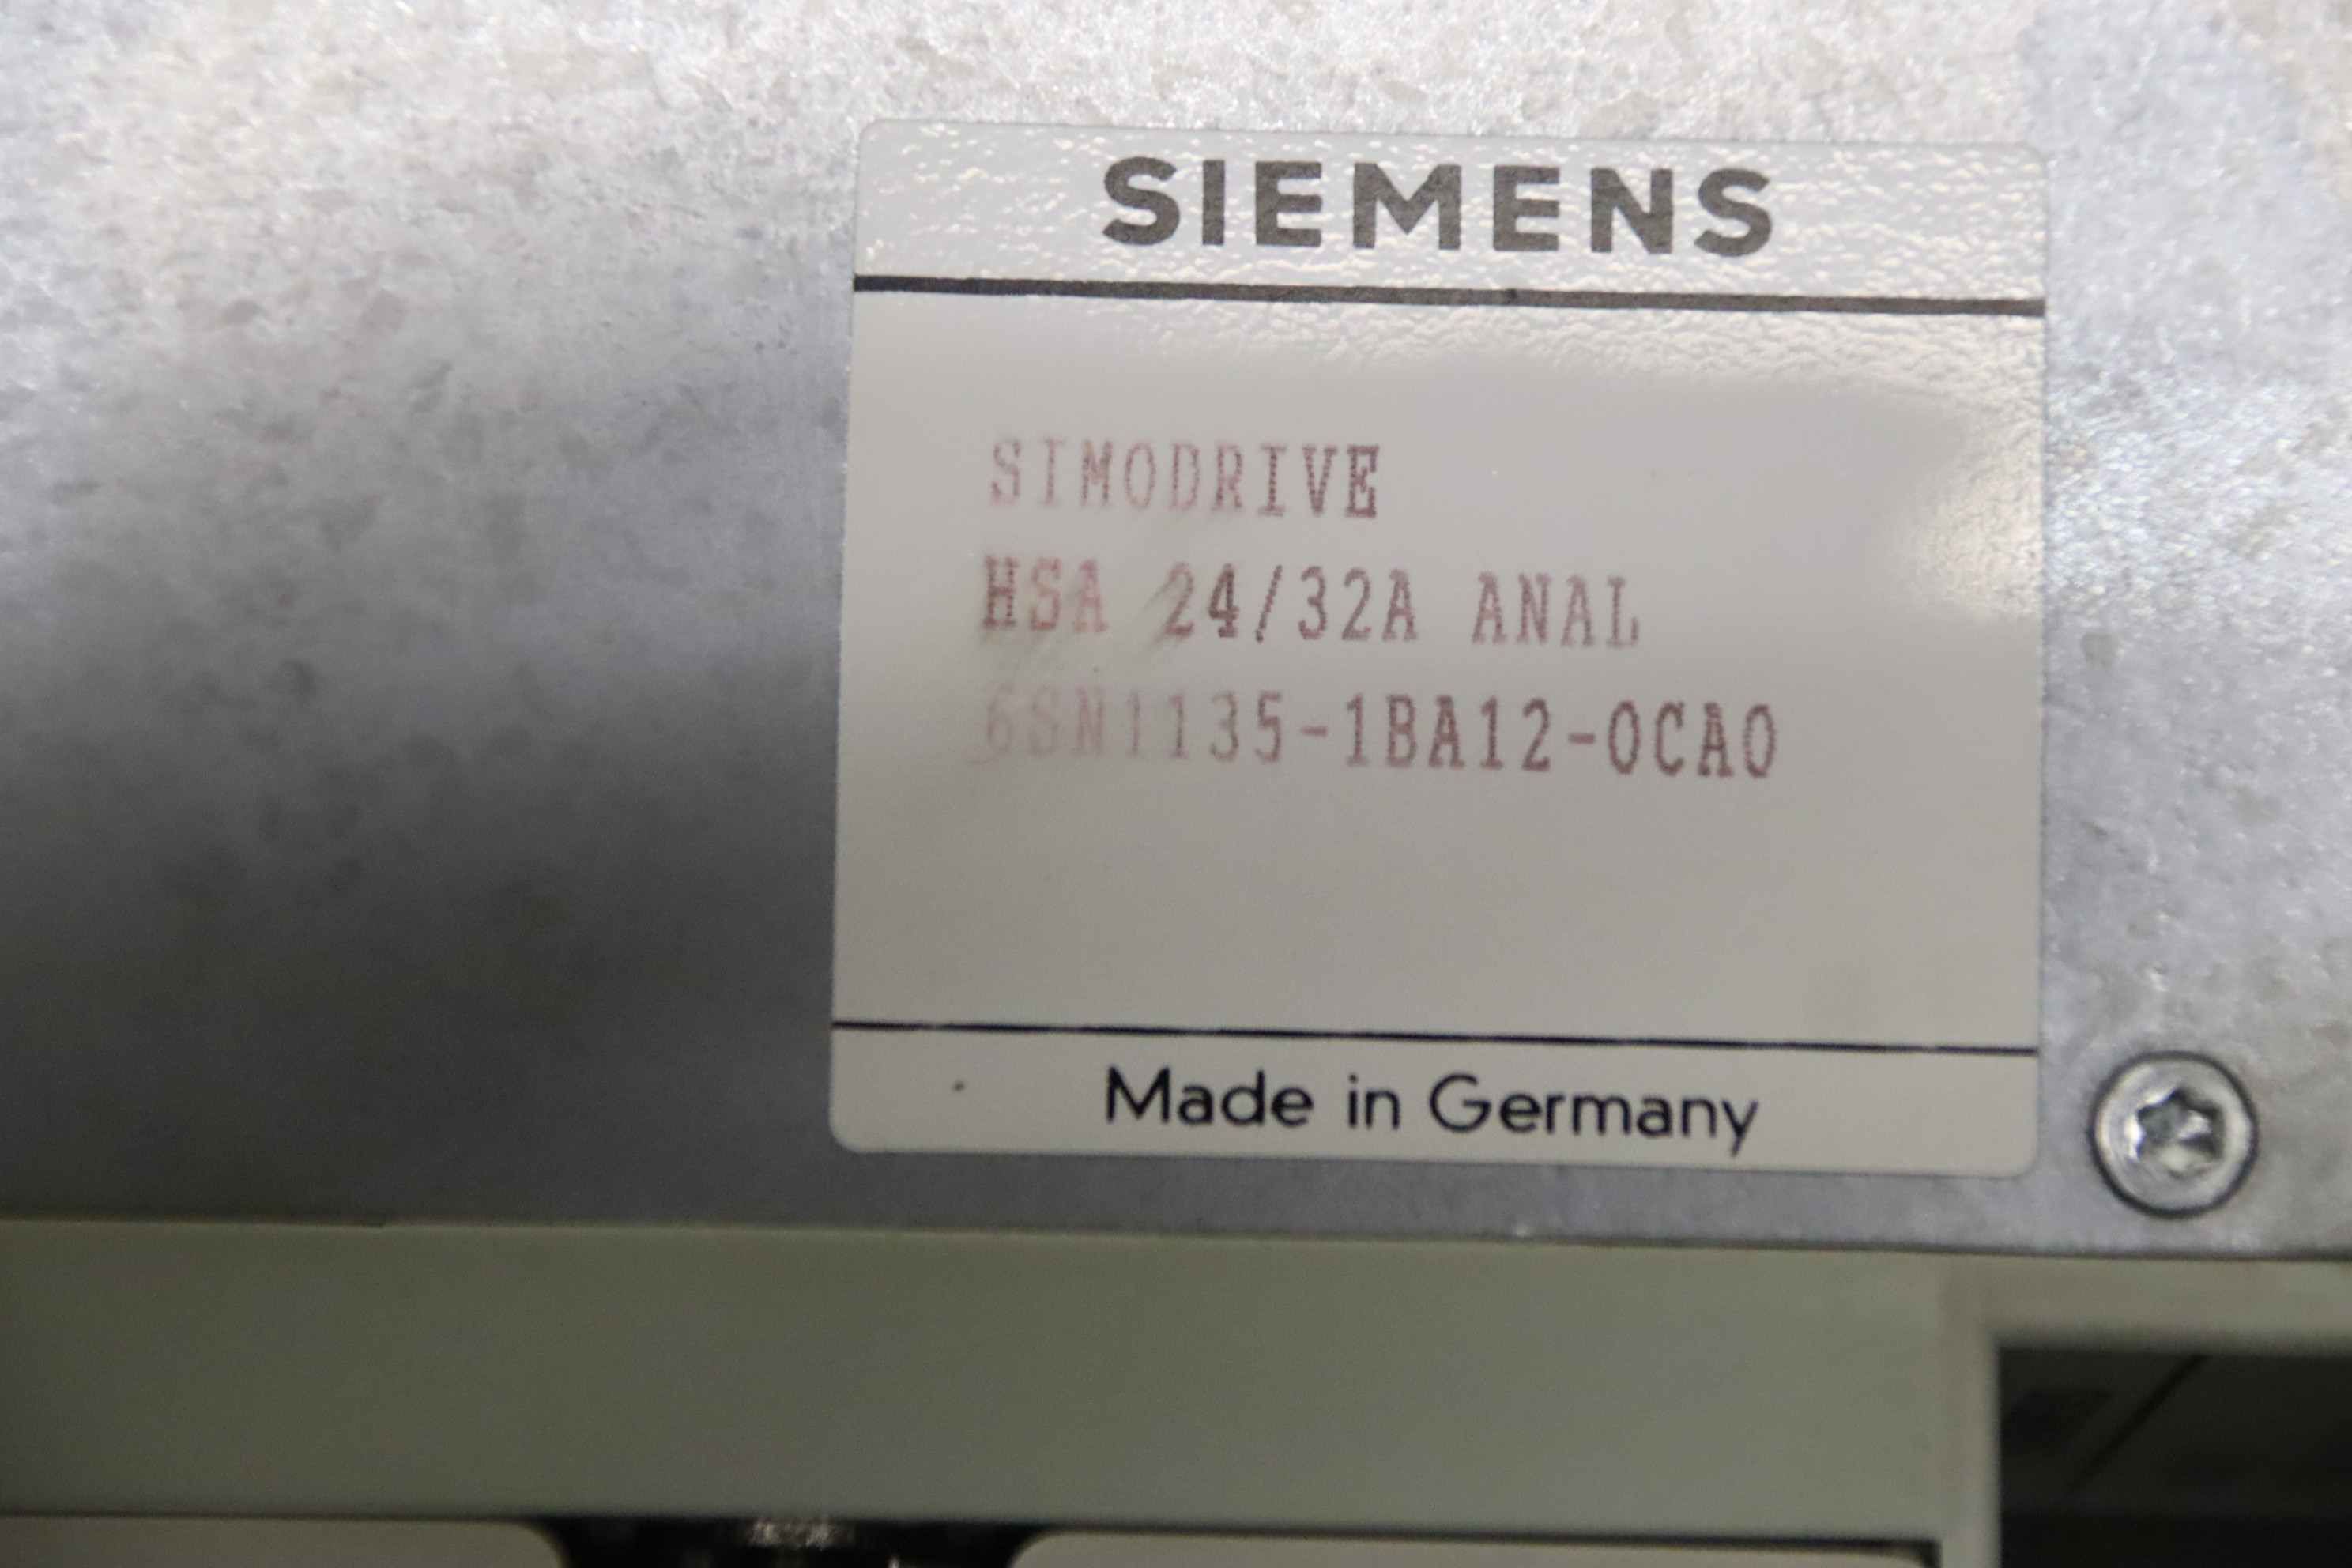 SIEMENS
SIMODRIVE
HSA 24/32A ANAL
6SN1135-1BA12-0CA0
Made in Germany